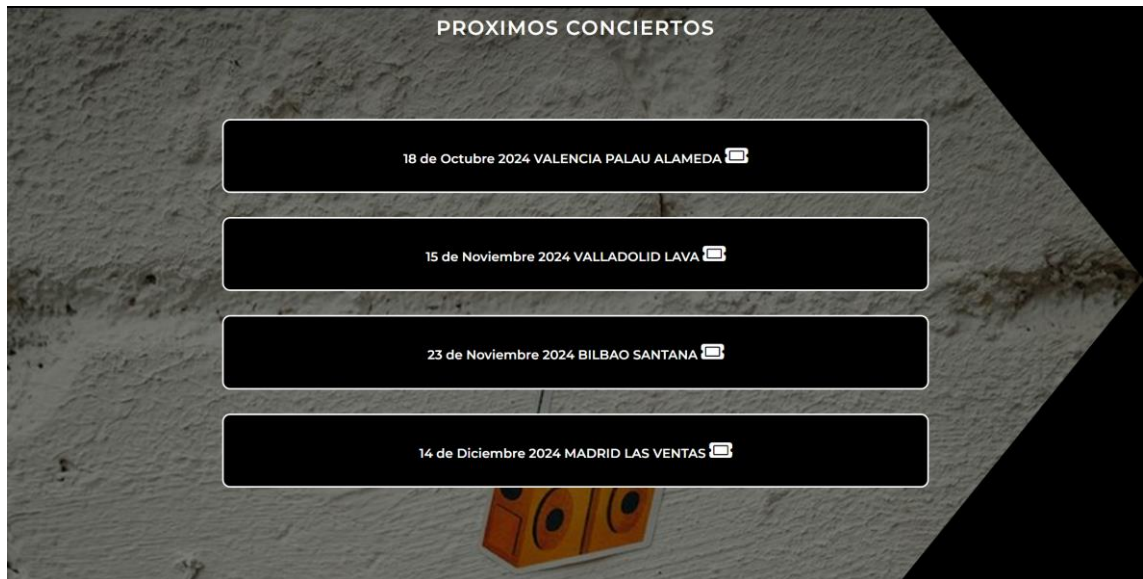 PROXIMOS CONCIERTOS
18 de Octubre 2024 VALENCIA PALAU ALAMEDA
15 de Noviembre 2024 VALLADOLID LAVA
23 de Noviembre 2024 BILBAO SANTANA
14 de Diciembre 2024 MADRID LAS VENTAS